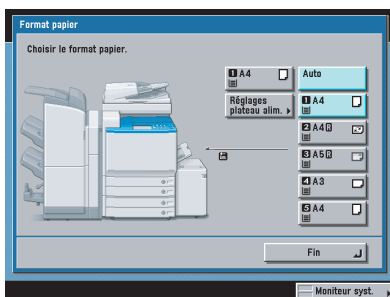 Format papier
Choisir le format papier.
1 A4
Auto
Réglages
plateau alim.
1 A4
2 A4R
3 A5R
4 A3
5 A4
Fin
Moniteur syst.